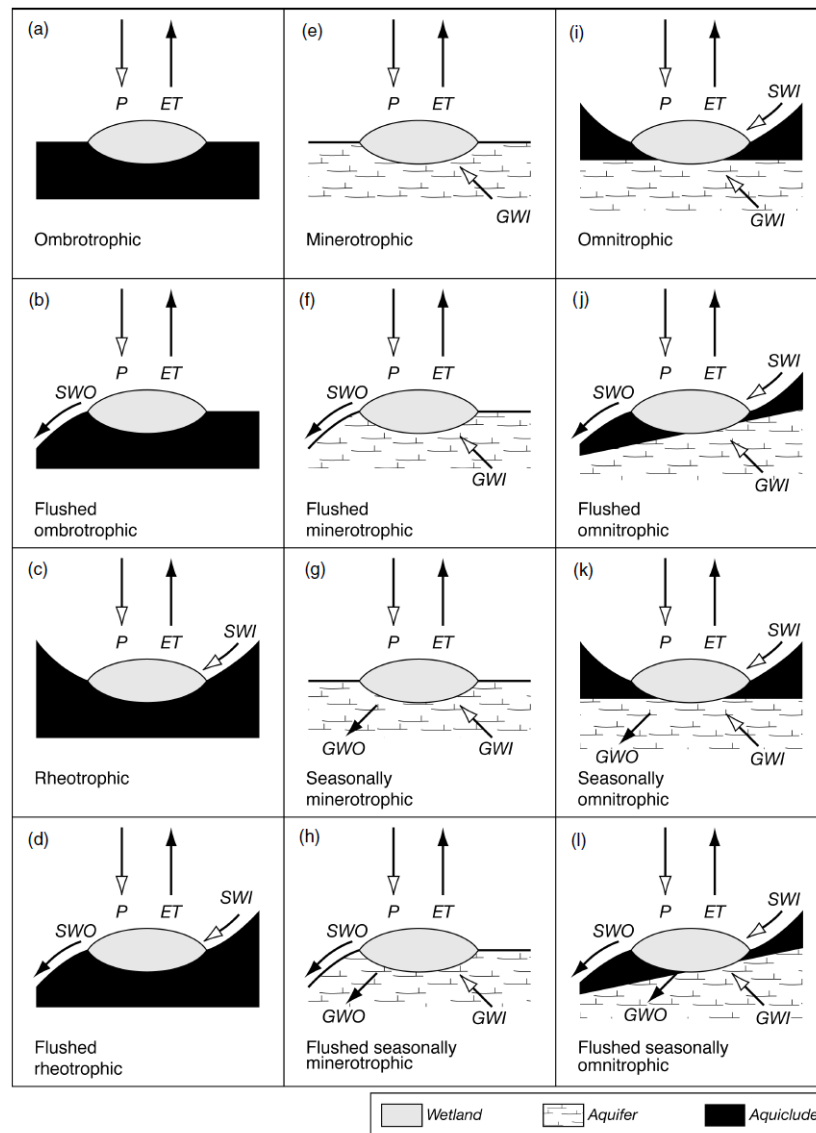 (a)
P ET
Ombrotrophic
(e)
P ET
GWI
Minerotrophic
(i)
P ET
SWI
GWI
Omnitrophic
(b)
P ET
SWO
Flushed
ombrotrophic
(f)
P ET
SWO
GWI
Flushed
minerotrophic
(j)
P ET
SWI
SWO
GWI
Flushed
omnitrophic
(c)
P ET
SWI
Rheotrophic
(g)
P ET
GWO
GWI
Seasonally
minerotrophic
(k)
P ET
SWI
GWO
GWI
Seasonally
omnitrophic
(d)
P ET
SWI
SWO
Flushed
rheotrophic
(h)
P ET
SWO
GWO
GWI
Flushed seasonally
minerotrophic
(l)
P ET
SWI
SWO
GWO
GWI
Flushed seasonally
omnitrophic
Wetland Aquifer Aquiclude